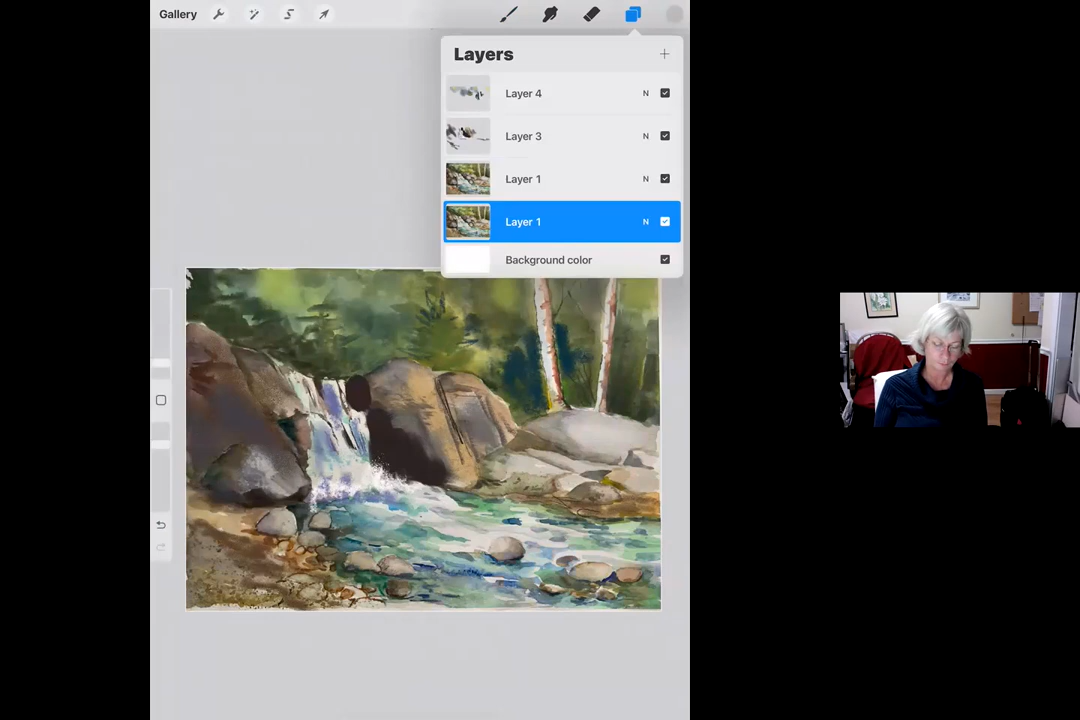 Gallery
Layers
Layer 4 N
Layer 3 N
Layer 1 N
Layer 1 N
Background color